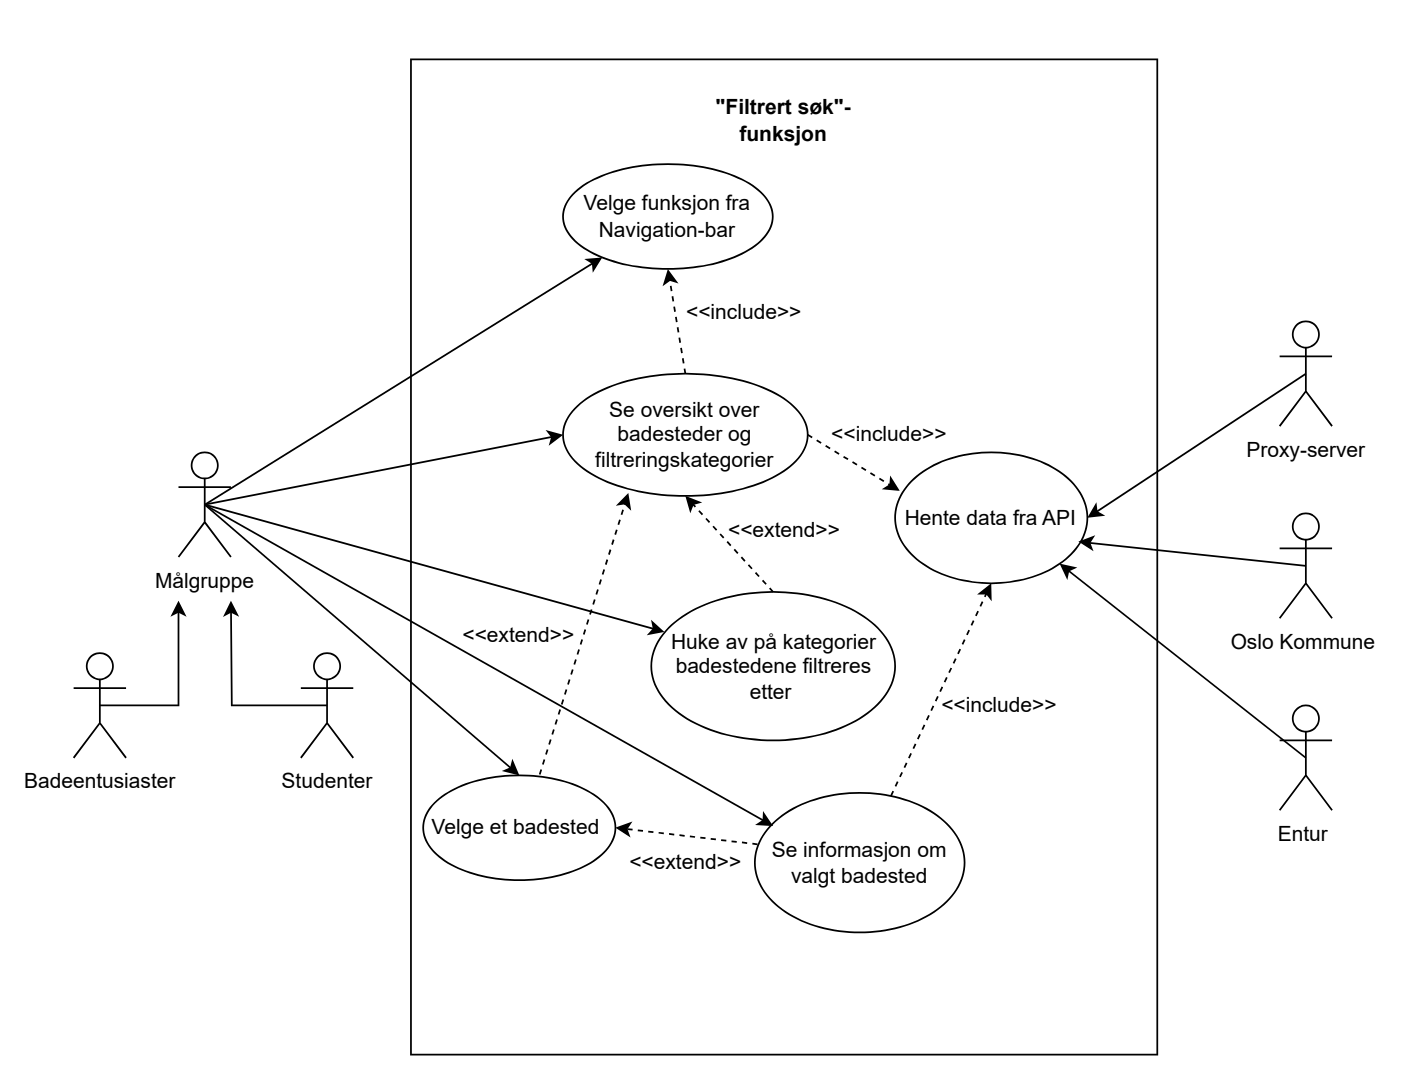 "Filtrert søk"-
funksjon
Velge funksjon fra
Navigation-bar
<<include>>
Se oversikt over
badesteder og
filtreringskategorier
<<include>>
Proxy-server
Hente data fra API
<<extend>>
Målgruppe
<<extend>>
Huke av på kategorier
badestedene filtreres
etter
Oslo Kommune
<<include>>
Badeentusiaster
Studenter
Velge et badested
<<extend>>
Se informasjon om
valgt badested
Entur